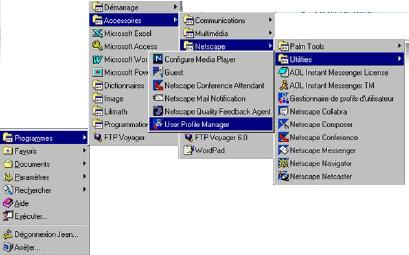 Programmes
Favoris
Documents
Paramètres
Rechercher
Aide
Exécuter...
Déconnexion Jean...
Arrêter...
Démarrage
Accessoires
Microsoft Excel
Microsoft Access
Microsoft Wor
Microsoft Pow
Dictionnaires
Image
Lilimath
Programmation
FTP Voyager
Communications
Multimédia
Netscape
FTP Voyager 6.0
WordPad
Configure Media Player
Guest
Netscape Conference Attendant
Netscape Mail Notification
Netscape Quality Feedback Agent
User Profile Manager
Palm Tools
Utilities
AOL Instant Messenger License
AOL Instant Messenger TM
Gestionnaire de profils d'utilisateur
Netscape Collabra
Netscape Composer
Netscape Conference
Netscape Messenger
Netscape Navigator
Netscape Netcaster